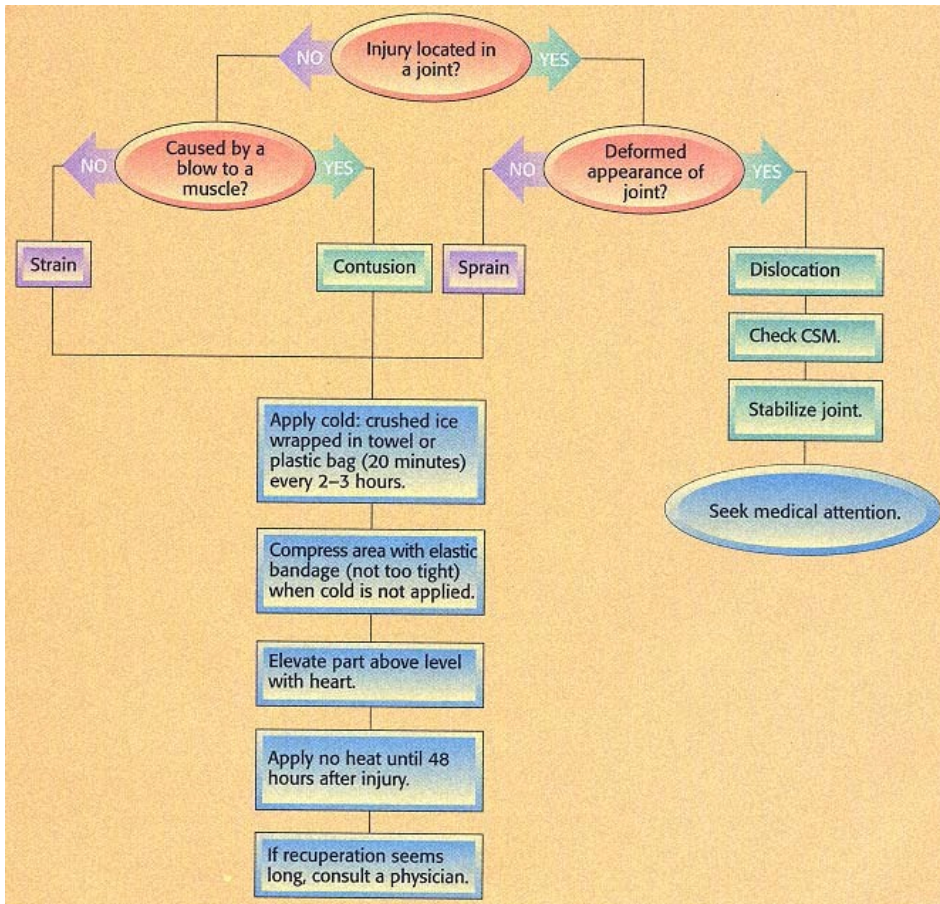 Injury located in
a joint?
NO
YES
Caused by a
blow to a
muscle?
NO
YES
Deformed
appearance of
joint?
NO
YES
Strain
Contusion
Sprain
Dislocation
Check CSM.
Stabilize joint.
Seek medical attention.
Apply cold: crushed ice
wrapped in towel or
plastic bag (20 minutes)
every 2–3 hours.
Compress area with elastic
bandage (not too tight)
when cold is not applied.
Elevate part above level
with heart.
Apply no heat until 48
hours after injury.
If recuperation seems
long, consult a physician.